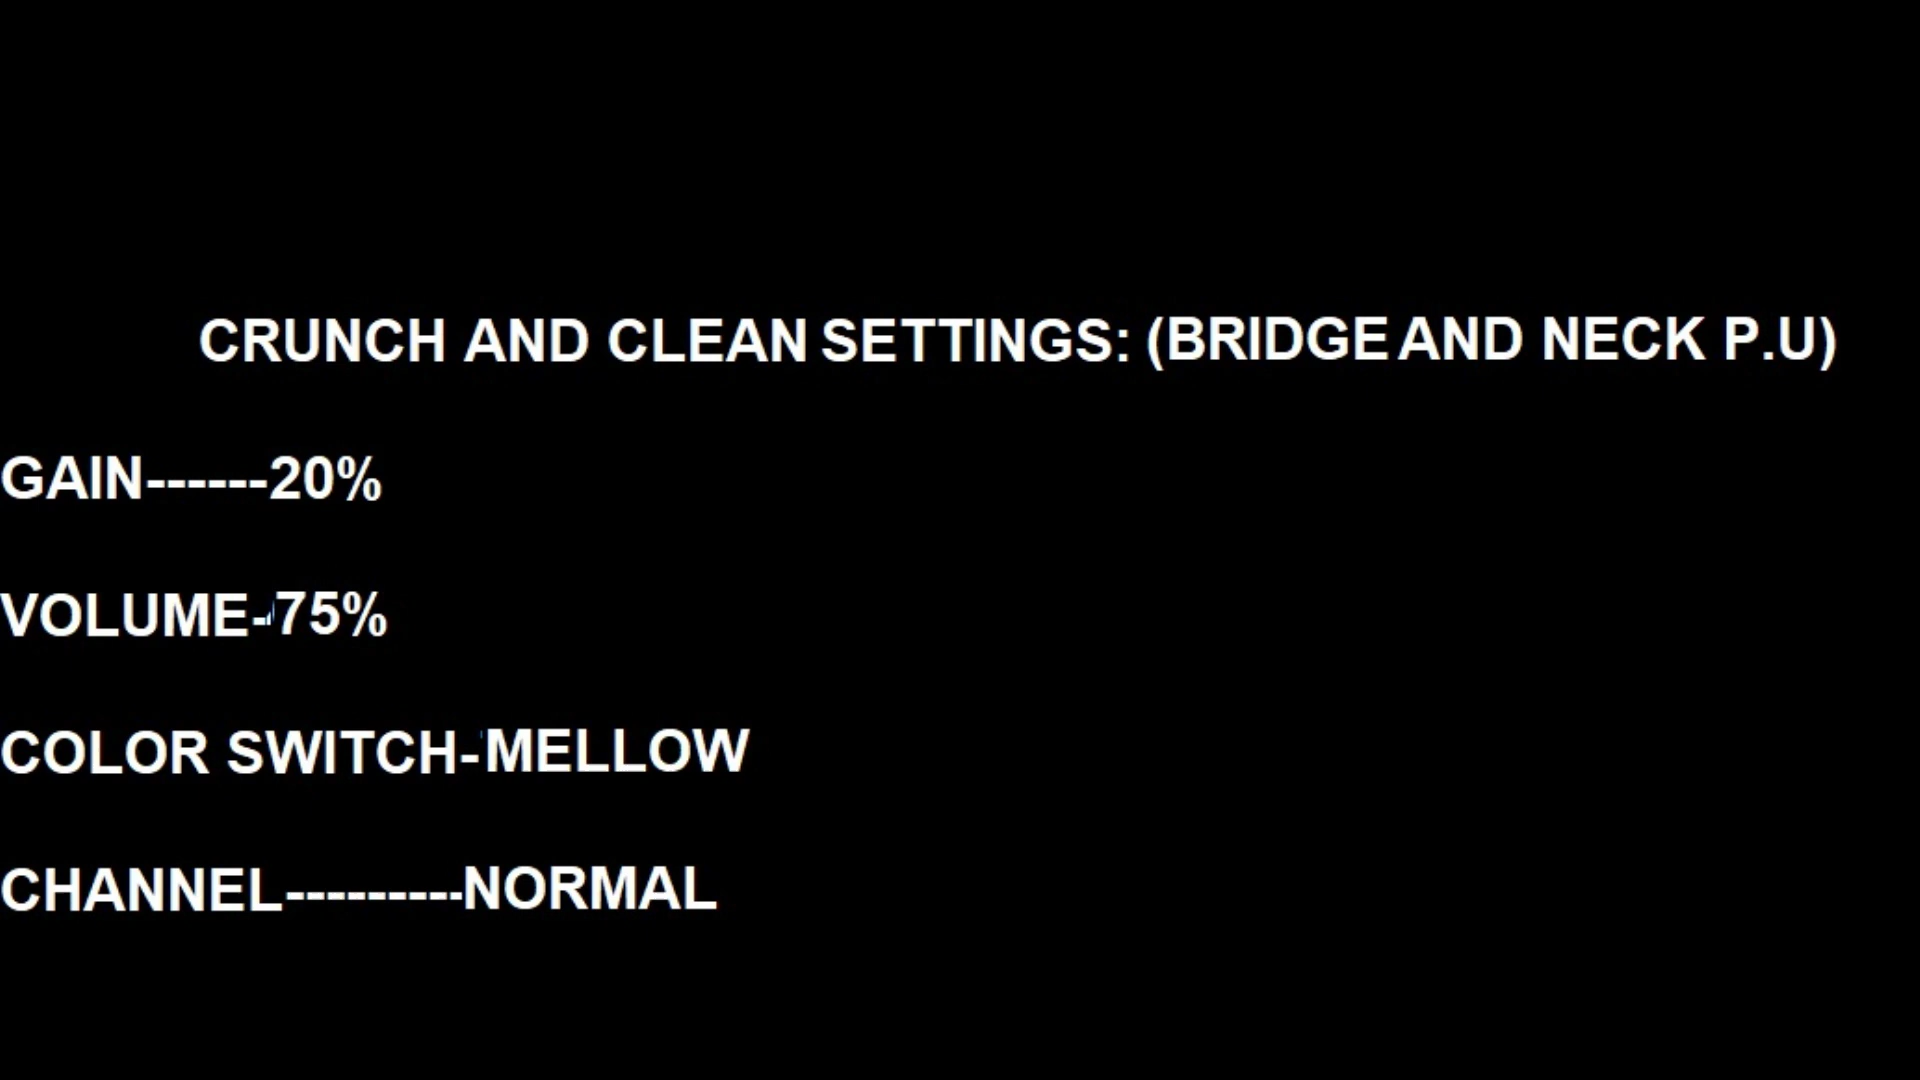 CRUNCH AND CLEAN SETTINGS: (BRIDGE AND NECK P.U)
GAIN------20%
VOLUME-75%
COLOR SWITCH-MELLOW
CHANNEL---------NORMAL